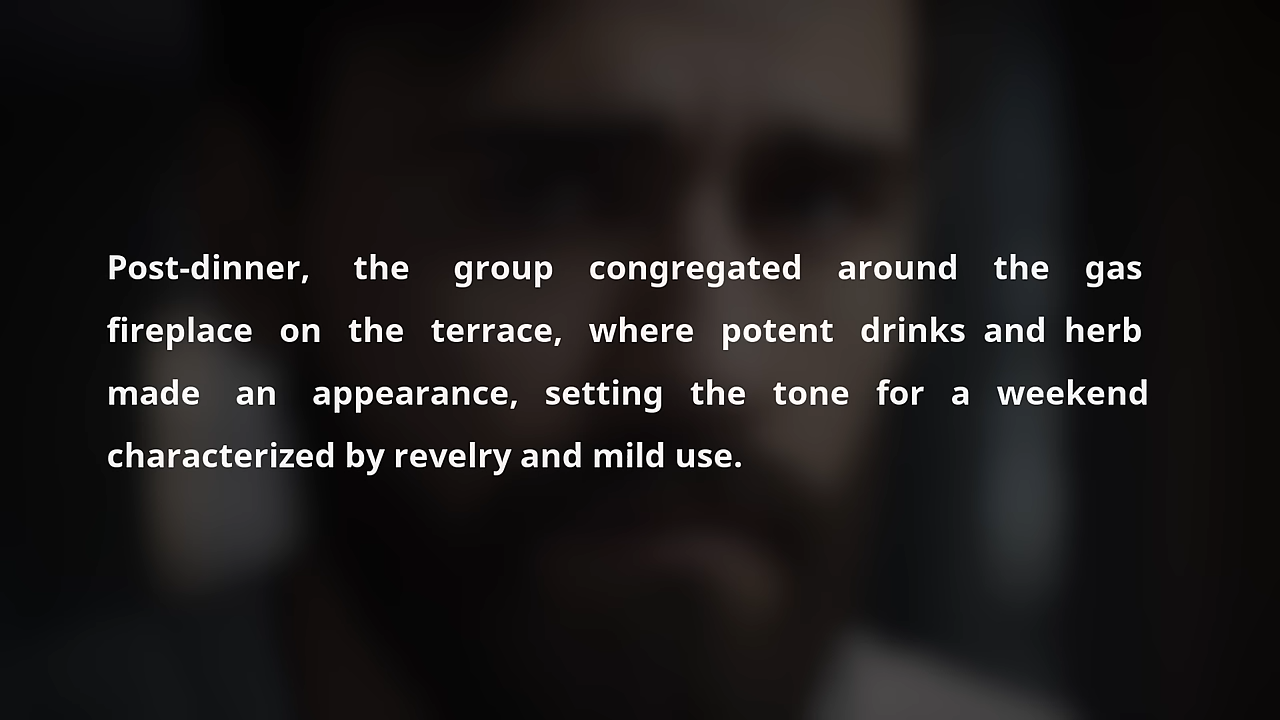 Post-dinner, the group congregated around the gas
fireplace on the terrace, where potent drinks and herb
made an appearance, setting the tone for a weekend
characterized by revelry and mild use.